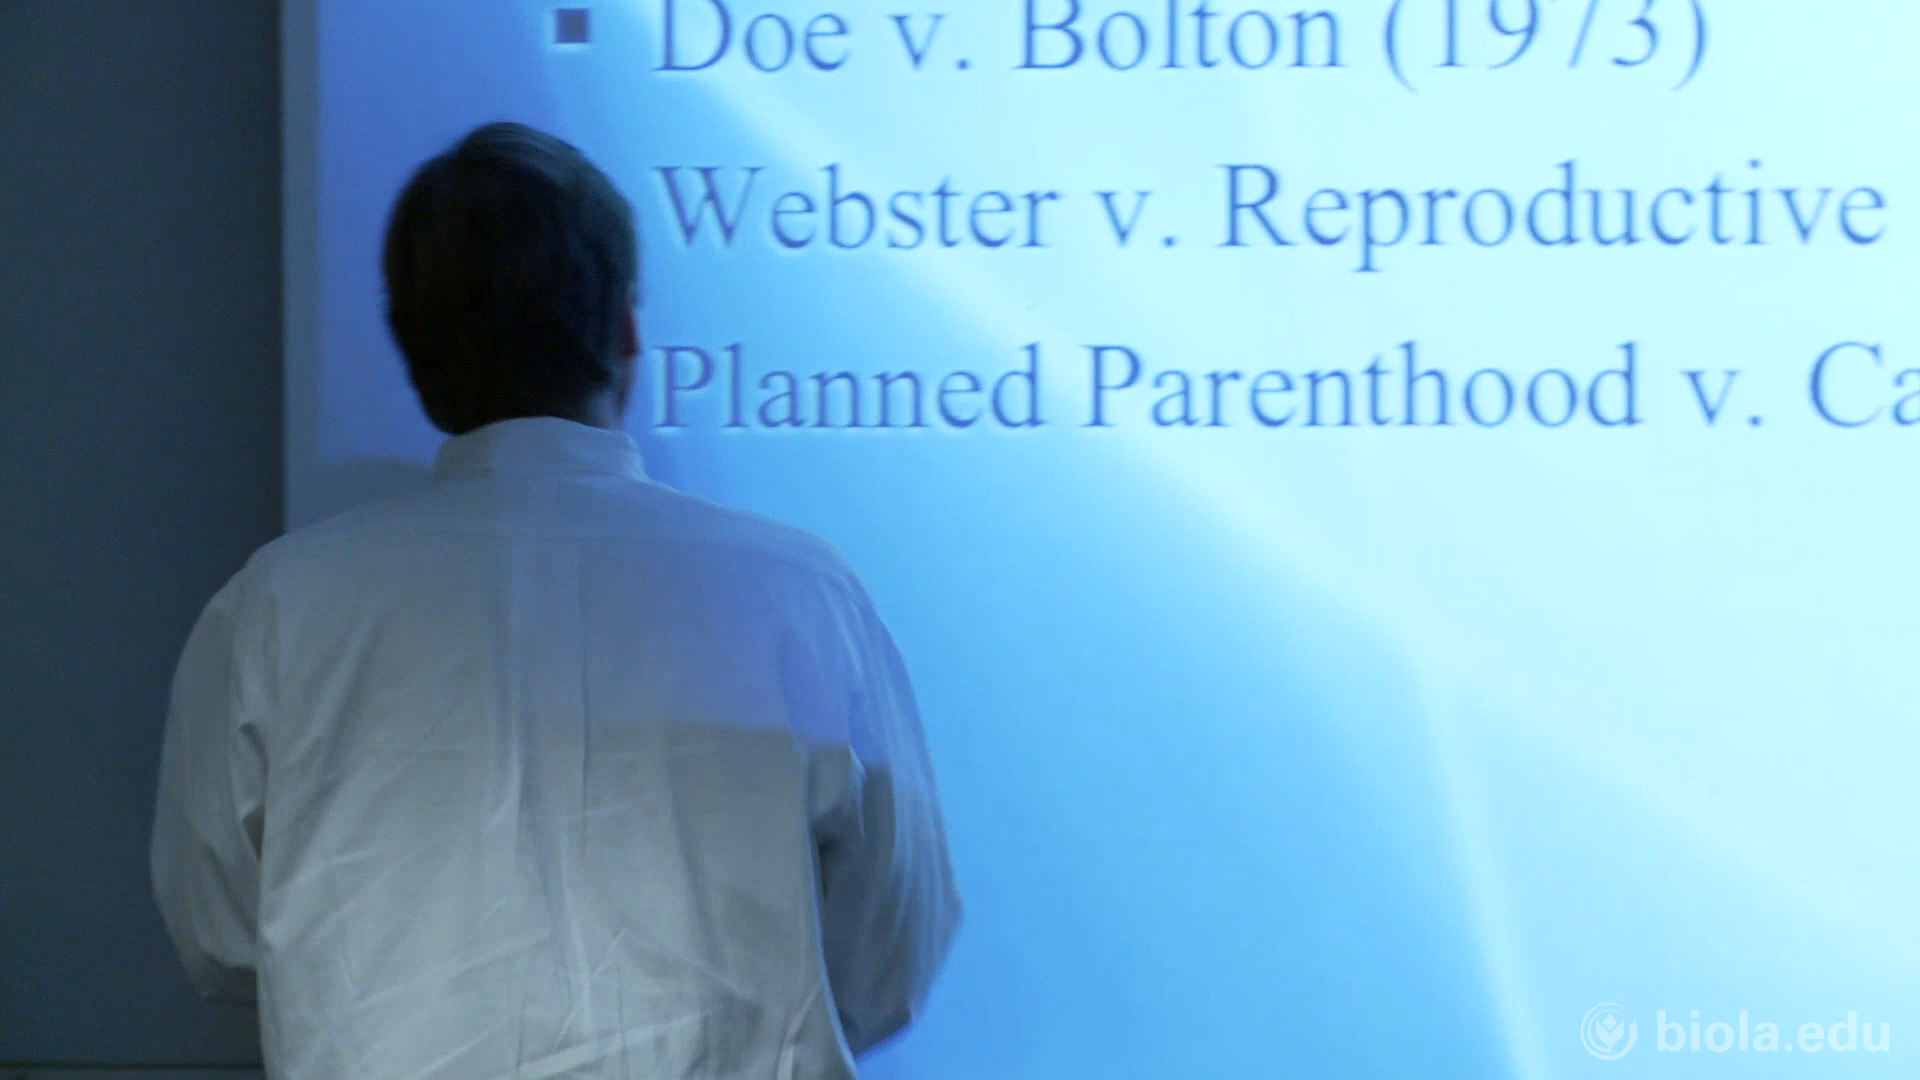 ▪ Doe v. Bolton (1973)
Webster v. Reproductive
Planned Parenthood v. Ca
biola.edu